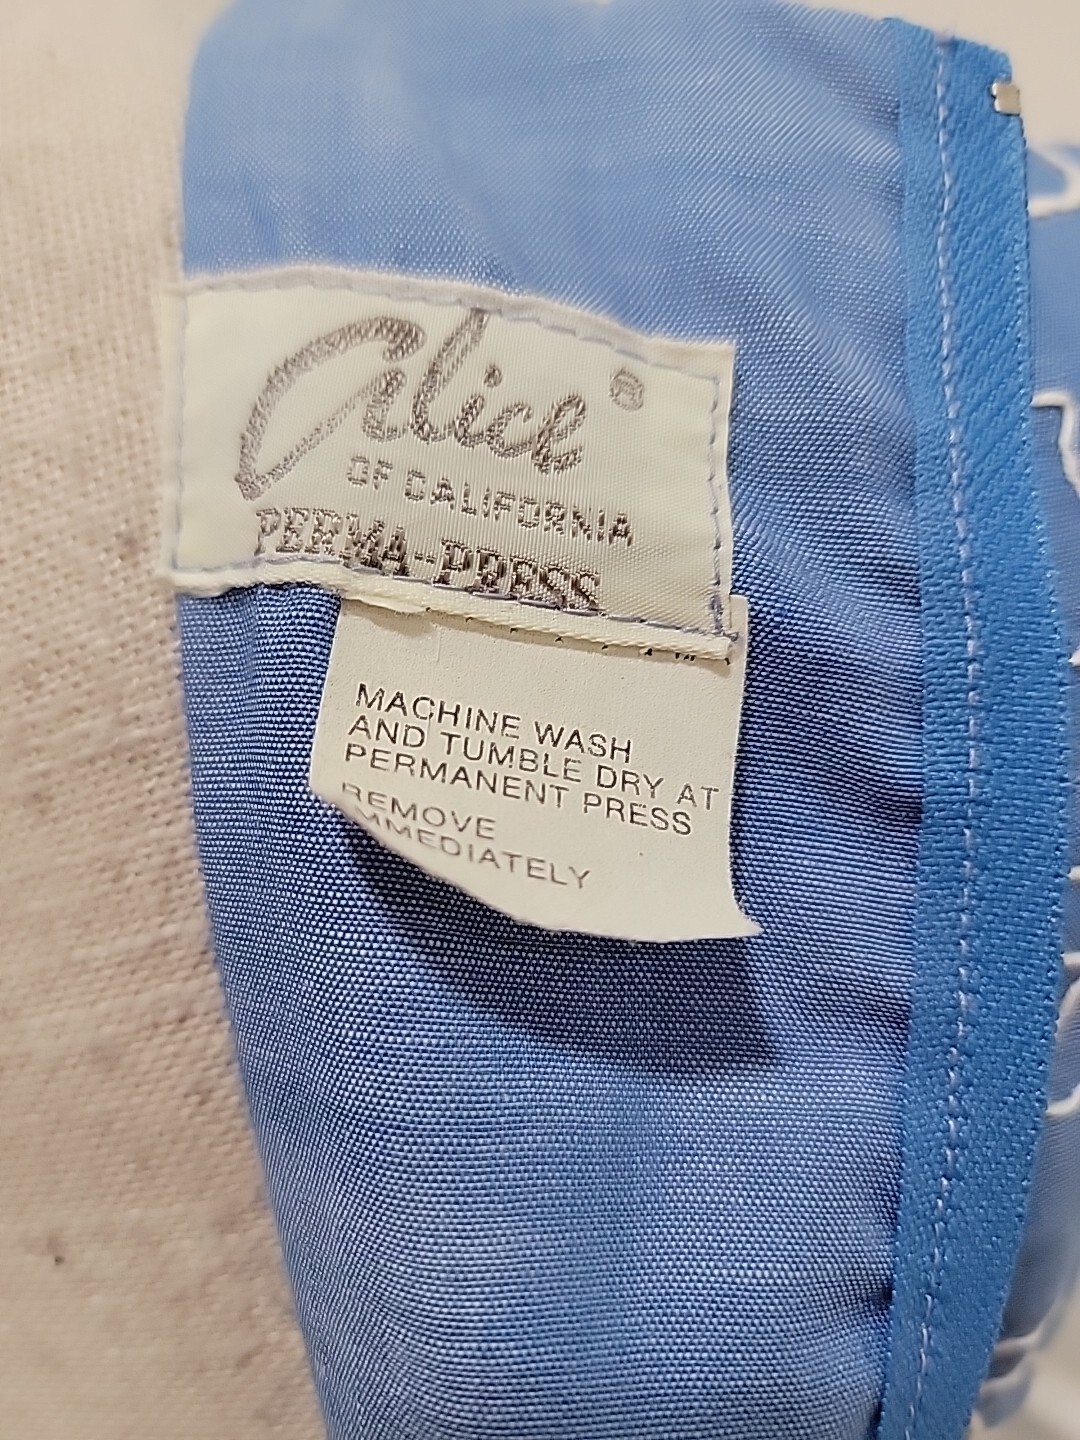 Alice ®
OF CALIFORNIA
PERMA-PRESS
MACHINE WASH
AND TUMBLE DRY AT
PERMANENT PRESS
REMOVE
IMMEDIATELY